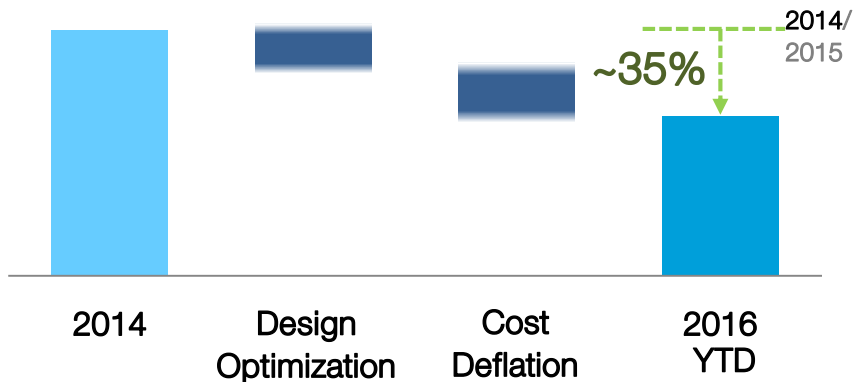 2014/
2015
~35%
2014
Design
Optimization
Cost
Deflation
2016
YTD